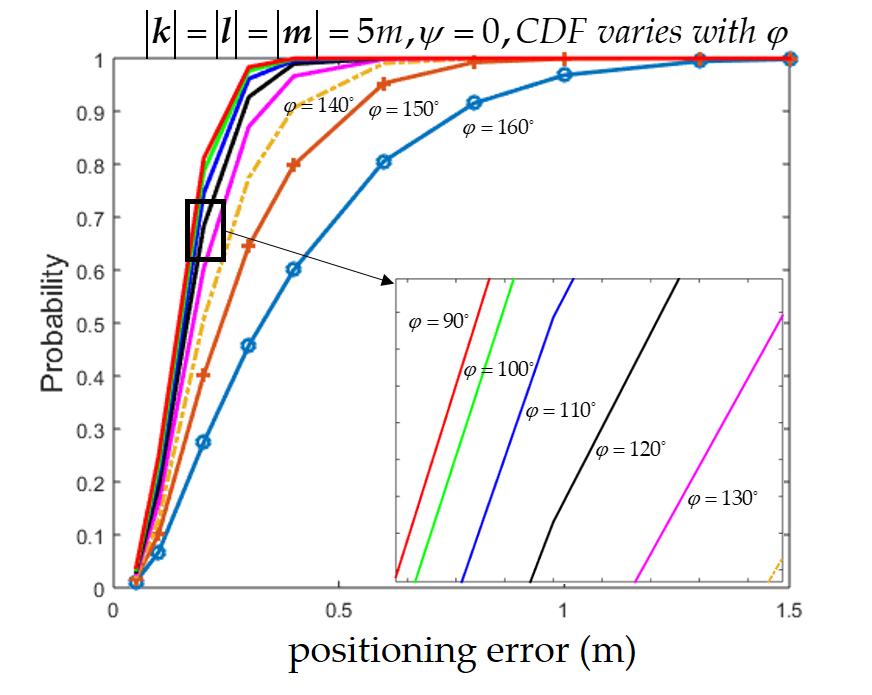 |k| = |l| = |m| = 5m, ψ = 0, CDF varies with φ
1
0.9
0.8
0.7
0.6
0.5
0.4
0.3
0.2
0.1
0
Probability
φ = 140°
φ = 150°
φ = 160°
φ = 90°
φ = 100°
φ = 110°
φ = 120°
φ = 130°
0
0.5
1
1.5
positioning error (m)